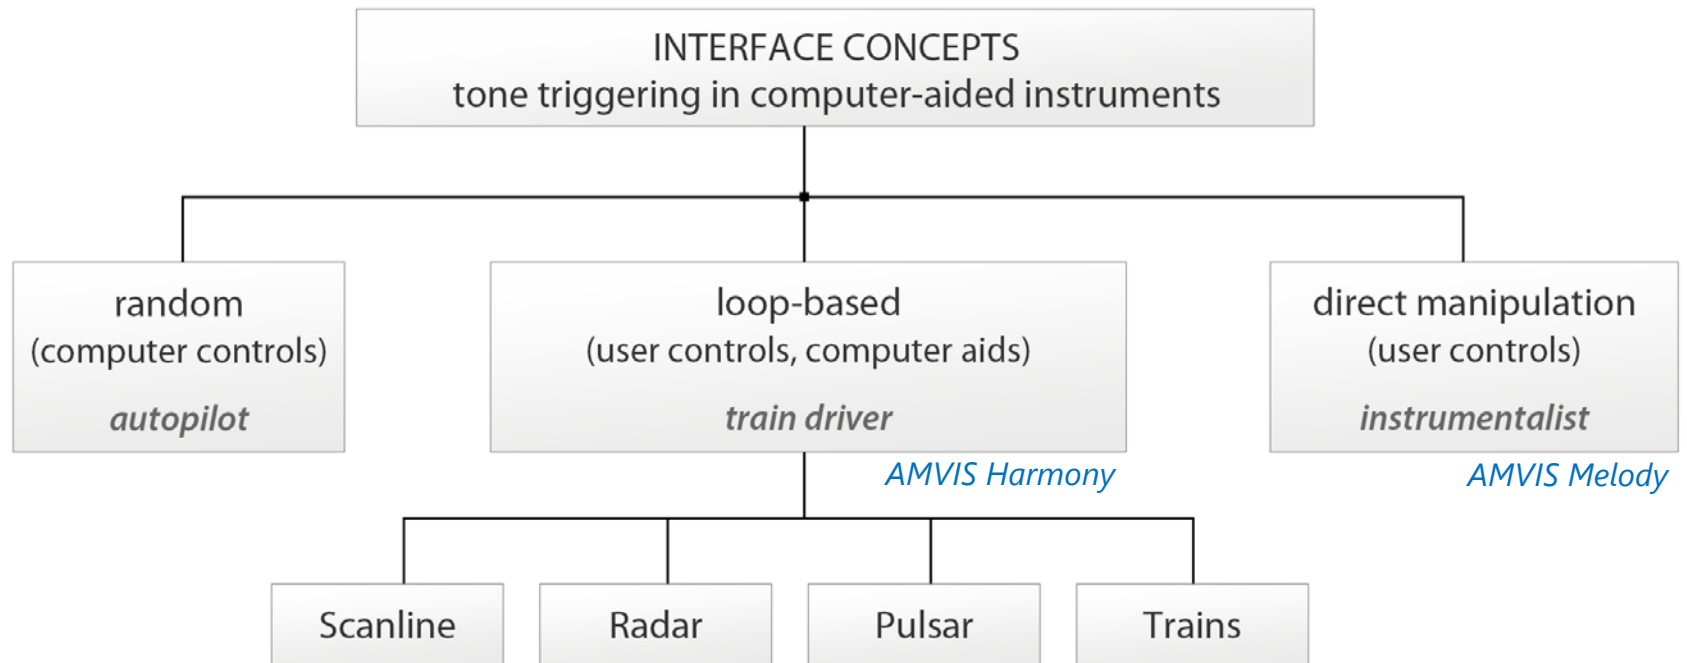 INTERFACE CONCEPTS
tone triggering in computer-aided instruments
random
(computer controls)
autopilot
loop-based
(user controls, computer aids)
train driver
AMVIS Harmony
direct manipulation
(user controls)
instrumentalist
AMVIS Melody
Scanline
Radar
Pulsar
Trains